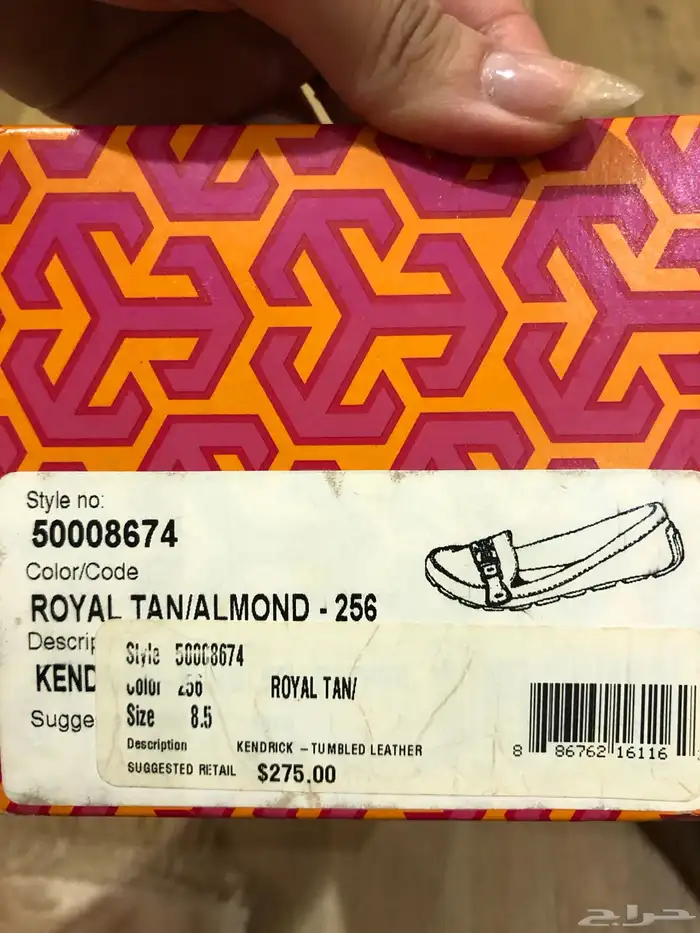 Style no:
50008674
Color/Code
ROYAL TAN/ALMOND - 256
Descrip
KEND
Sugge
Style 50008674
Color 256 ROYAL TAN/
Size 8.5
Description KENDRICK - TUMBLED LEATHER
SUGGESTED RETAIL $275.00
8 86762 16116
حراج